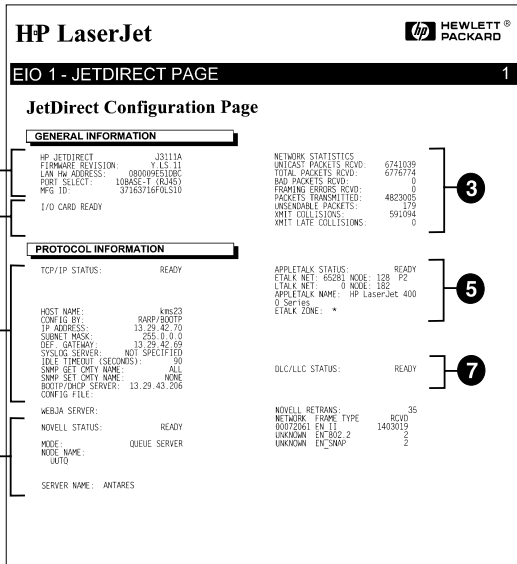 HP LaserJet
hp HEWLETT®
PACKARD
EIO 1 - JETDIRECT PAGE 1
JetDirect Configuration Page
GENERAL INFORMATION
HP JETDIRECT J3111A
FIRMWARE REVISION: Y.LS.11
LAN HW ADDRESS: 080009E51DBC
PORT SELECT: 10BASE-T (RJ45)
MFG ID: 37163716F0LS10
I/O CARD READY
NETWORK STATISTICS
UNICAST PACKETS RCVD: 6741039
TOTAL PACKETS RCVD: 6776774
BAD PACKETS RCVD: 0
FRAMING ERRORS RCVD: 0
PACKETS TRANSMITTED: 4823005
UNSENDABLE PACKETS: 179
XMIT COLLISIONS: 591094
XMIT LATE COLLISIONS: 0
3
PROTOCOL INFORMATION
TCP/IP STATUS: READY
HOST NAME: kms23
CONFIG BY: RARP/BOOTP
IP ADDRESS: 13.29.42.70
SUBNET MASK: 255.0.0.0
DEF. GATEWAY: 13.29.42.69
SYSLOG SERVER: NOT SPECIFIED
IDLE TIMEOUT (SECONDS): 90
SNMP GET CMTY NAME: ALL
SNMP SET CMTY NAME: NONE
BOOTP/DHCP SERVER: 13.29.43.206
CONFIG FILE:
WEBJA SERVER:
NOVELL STATUS: READY
MODE: QUEUE SERVER
NODE NAME:
UUTQ
SERVER NAME: ANTARES
APPLETALK STATUS: READY
ETALK NET: 65281 NODE: 128 P2
LTALK NET: 0 NODE: 182
APPLETALK NAME: HP LaserJet 400
0 Series
ETALK ZONE: *
5
DLC/LLC STATUS: READY
7
NOVELL RETRANS: 35
NETWORK FRAME TYPE RCVD
00072061 EN_II 1403019
UNKNOWN EN_802.2 2
UNKNOWN EN_SNAP 2